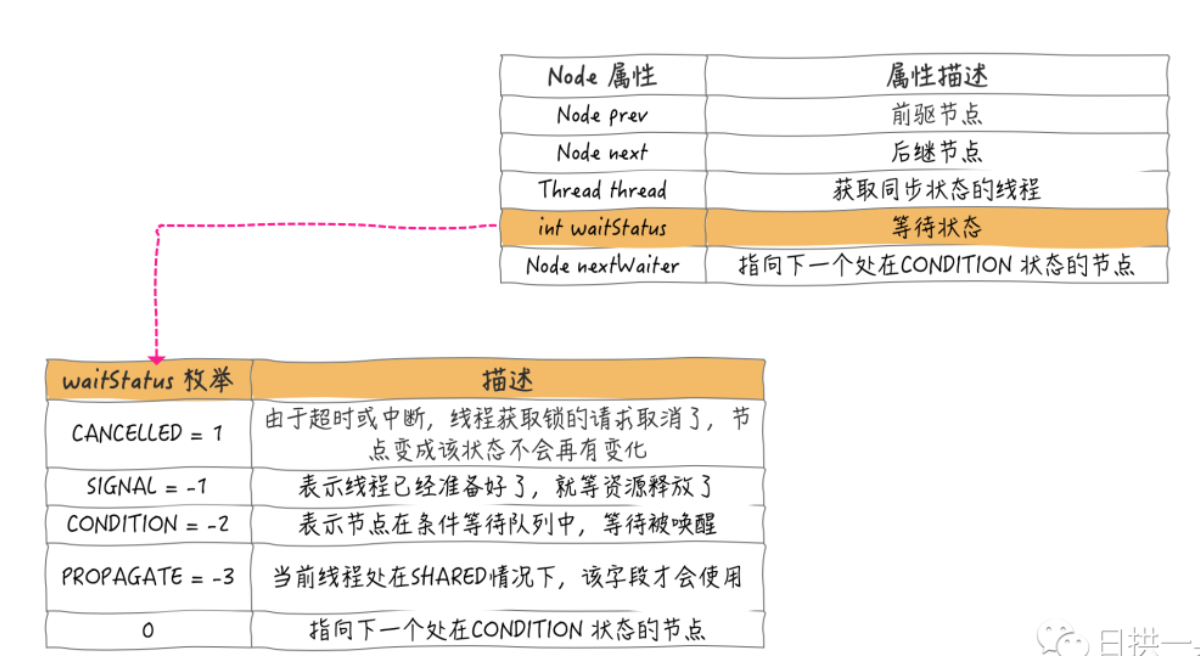 Node 属性 属性描述
Node prev 前驱节点
Node next 后继节点
Thread thread 获取同步状态的线程
int waitStatus 等待状态
Node nextWaiter 指向下一个处在CONDITION 状态的节点
waitStatus 枚举 描述
CANCELLED = 1 由于超时或中断，线程获取锁的请求取消了，节
点变成该状态不会再有变化
SIGNAL = -1 表示线程已经准备好了，就等资源释放了
CONDITION = -2 表示节点在条件等待队列中，等待被唤醒
PROPAGATE = -3 当前线程处在SHARED情况下，该字段才会使用
0 指向下一个处在CONDITION 状态的节点
日拱一